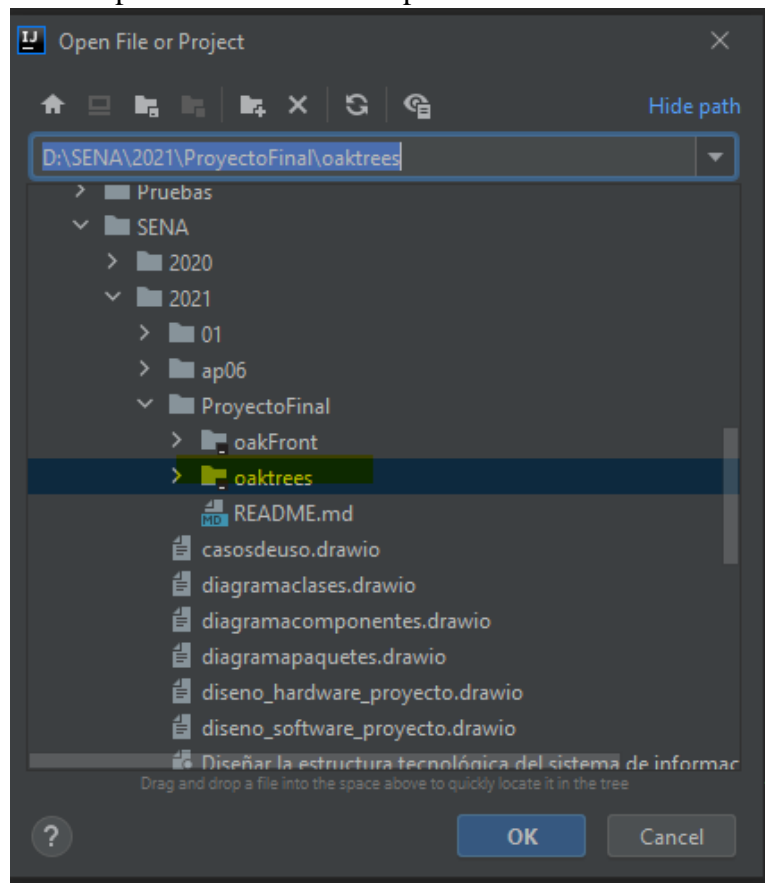 Open File or Project
Hide path
D:\SENA\2021\ProyectoFinal\oaktrees
Pruebas
SENA
2020
2021
01
ap06
ProyectoFinal
oakFront
oaktrees
README.md
casosdeuso.drawio
diagramaclases.drawio
diagramacomponentes.drawio
diagramapaquetes.drawio
diseno_hardware_proyecto.drawio
diseno_software_proyecto.drawio
Diseñar la estructura tecnológica del sistema de informac
Drag and drop a file into the space above to quickly locate it in the tree
? OK Cancel